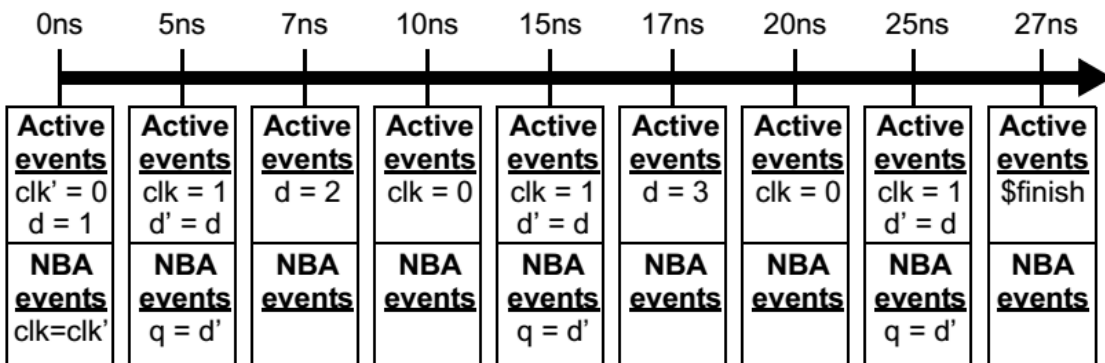 0ns 5ns 7ns 10ns 15ns 17ns 20ns 25ns 27ns
Active Active Active Active Active Active Active Active Active
events events events events events events events events events
clk’ = 0 clk = 1 d = 2 clk = 0 clk = 1 d = 3 clk = 0 clk = 1 $finish
d = 1 d’ = d d’ = d d’ = d
NBA NBA NBA NBA NBA NBA NBA NBA NBA
events events events events events events events events events
clk=clk’ q = d’ q = d’ q = d’